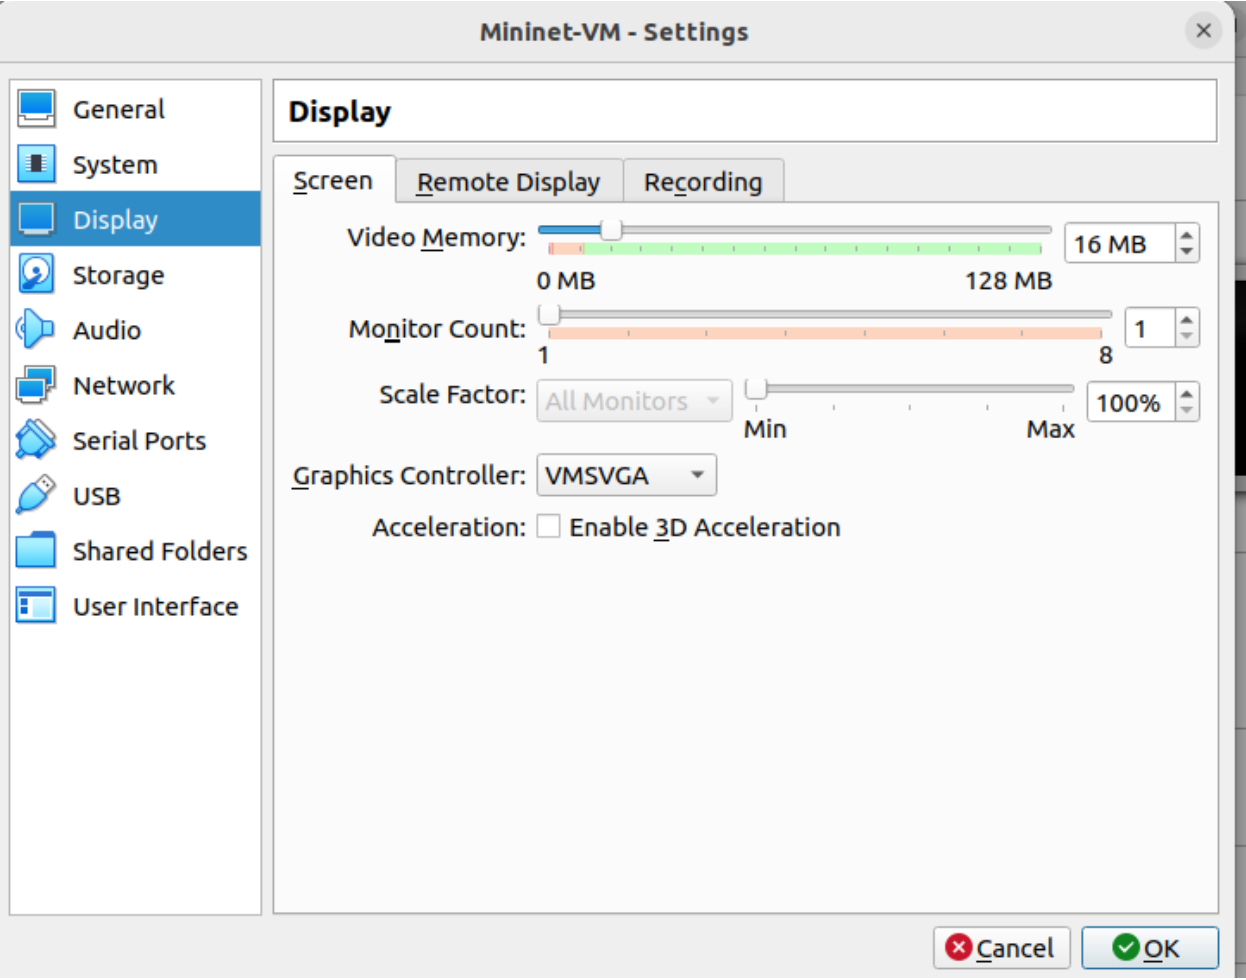 Mininet-VM - Settings
General
System
Display
Storage
Audio
Network
Serial Ports
USB
Shared Folders
User Interface
Display
Screen
Remote Display
Recording
Video Memory:
16 MB
0 MB
128 MB
Monitor Count:
1
1
8
Scale Factor:
All Monitors
100%
Min
Max
Graphics Controller:
VMSVGA
Acceleration:
Enable 3D Acceleration
Cancel
OK